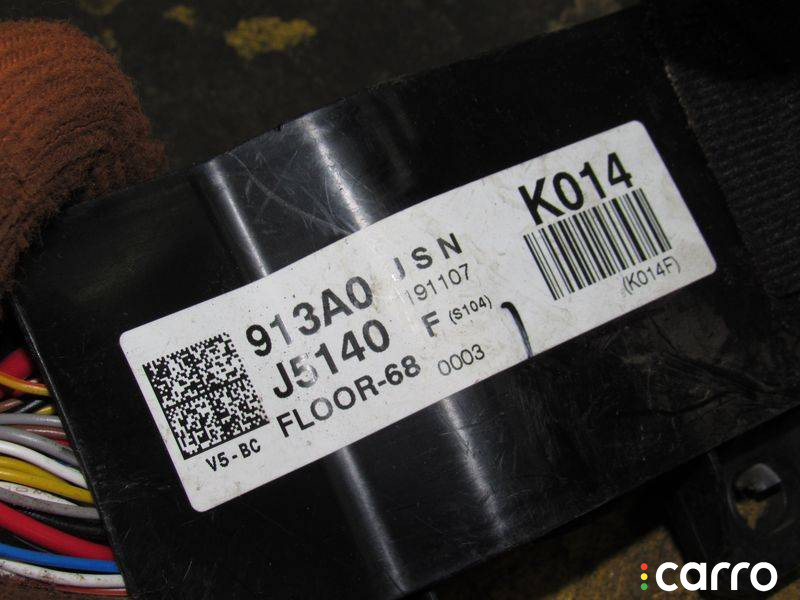 K014
(K014F)
913A0 JSN
191107
J5140 F (S104)
FLOOR-68 0003
V5-BC
carro